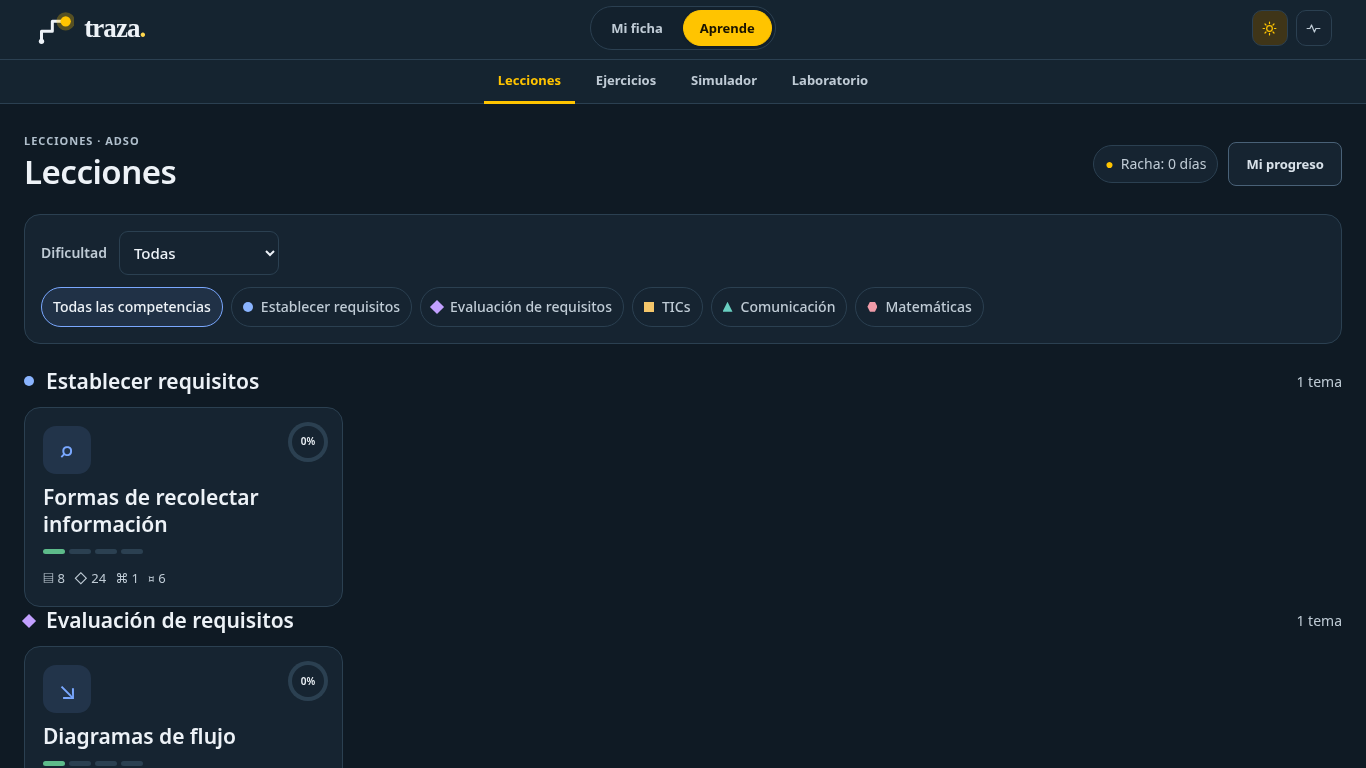 traza.
Mi ficha
Aprende
Lecciones
Ejercicios
Simulador
Laboratorio
LECCIONES · ADSO
Lecciones
Racha: 0 días
Mi progreso
Dificultad
Todas
Todas las competencias
Establecer requisitos
Evaluación de requisitos
TICs
Comunicación
Matemáticas
Establecer requisitos
1 tema
0%
Formas de recolectar
información
▤ 8 ◇ 24 ⌘ 1 ¤ 6
Evaluación de requisitos
1 tema
0%
Diagramas de flujo